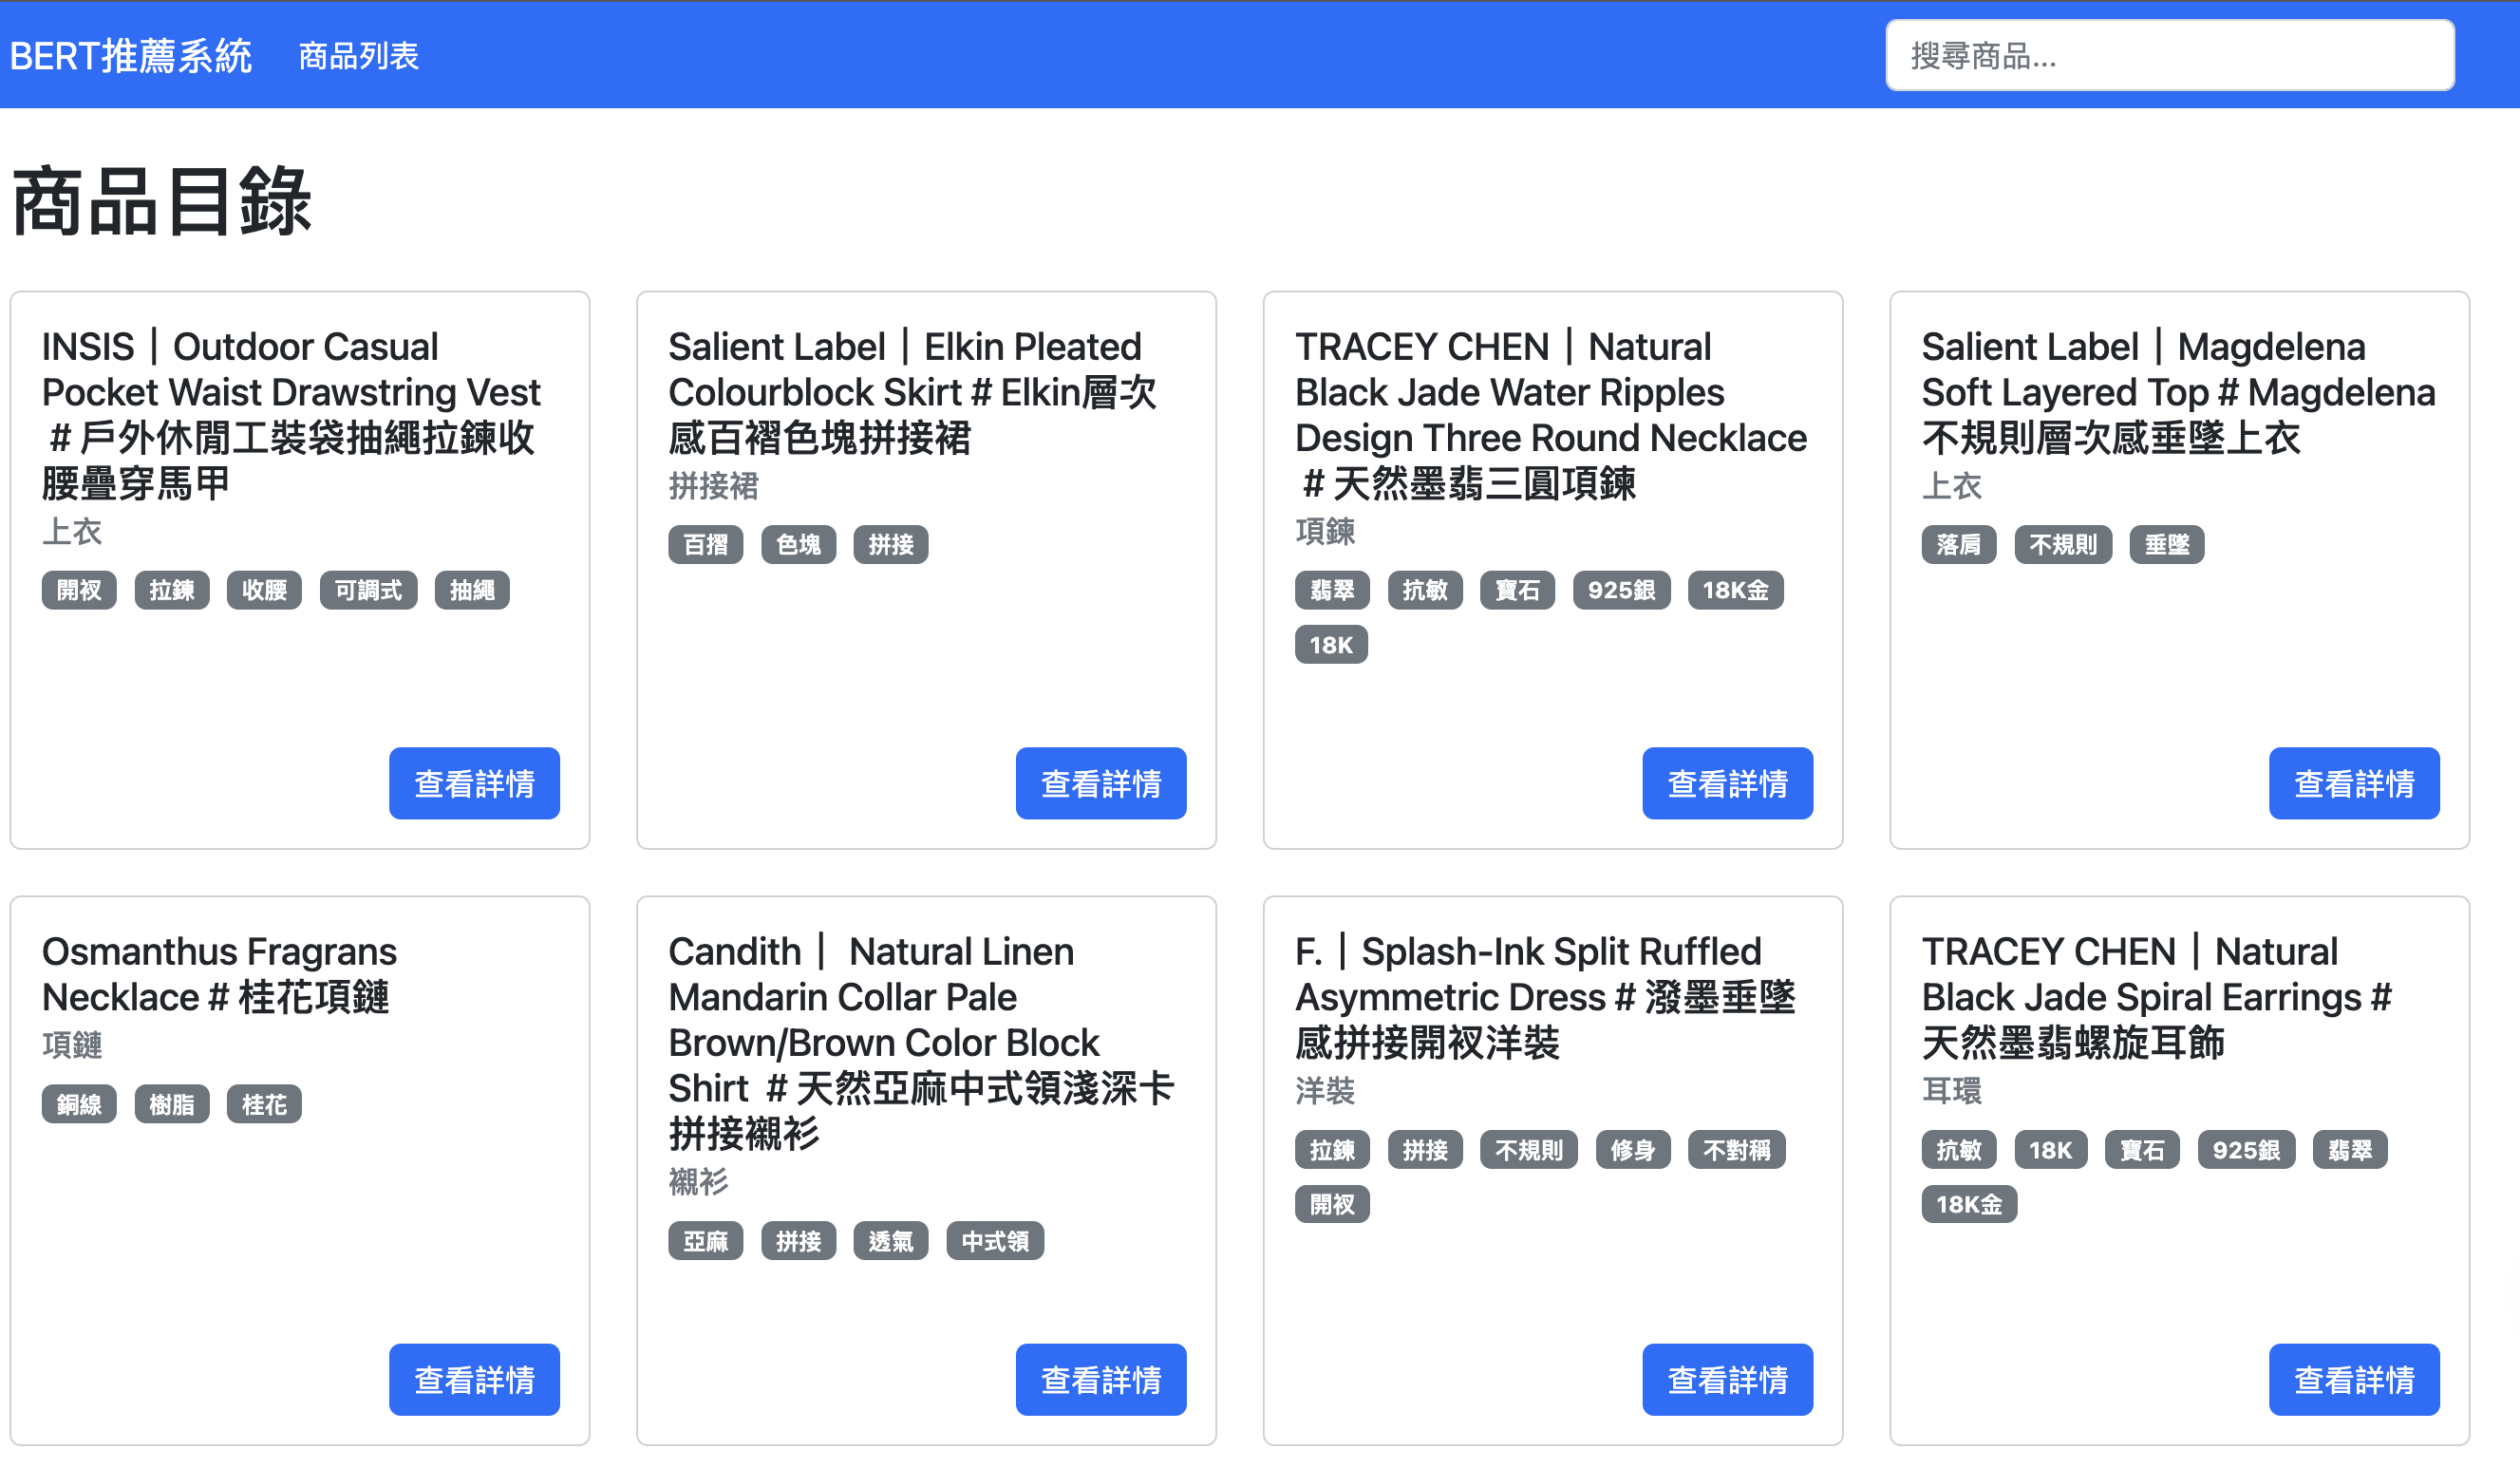 BERT推薦系統 商品列表 搜尋商品...
商品目錄
INSIS｜Outdoor Casual
Pocket Waist Drawstring Vest
＃戶外休閒工裝袋抽繩拉鍊收
腰疊穿馬甲
上衣
開衩 拉鍊 收腰 可調式 抽繩
查看詳情
Salient Label｜Elkin Pleated
Colourblock Skirt＃Elkin層次
感百褶色塊拼接裙
拼接裙
百摺 色塊 拼接
查看詳情
TRACEY CHEN｜Natural
Black Jade Water Ripples
Design Three Round Necklace
＃天然墨翡三圓項鍊
項鍊
翡翠 抗敏 寶石 925銀 18K金
18K
查看詳情
Salient Label｜Magdelena
Soft Layered Top＃Magdelena
不規則層次感垂墜上衣
上衣
落肩 不規則 垂墜
查看詳情
Osmanthus Fragrans
Necklace＃桂花項鏈
項鏈
銅線 樹脂 桂花
查看詳情
Candith｜ Natural Linen
Mandarin Collar Pale
Brown/Brown Color Block
Shirt ＃天然亞麻中式領淺深卡
拼接襯衫
襯衫
亞麻 拼接 透氣 中式領
查看詳情
F.｜Splash-Ink Split Ruffled
Asymmetric Dress＃潑墨垂墜
感拼接開衩洋裝
洋裝
拉鍊 拼接 不規則 修身 不對稱
開衩
查看詳情
TRACEY CHEN｜Natural
Black Jade Spiral Earrings＃
天然墨翡螺旋耳飾
耳環
抗敏 18K 寶石 925銀 翡翠
18K金
查看詳情